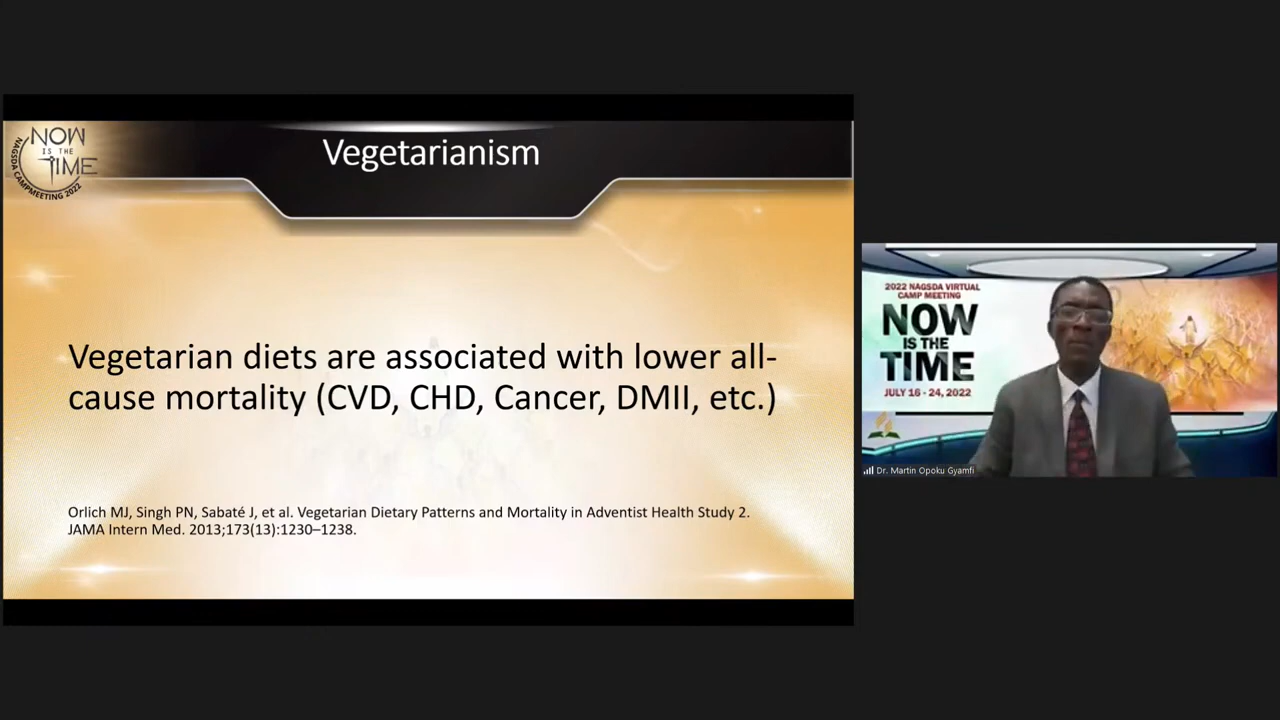 NOW
IS THE
TIME
NAGSDA CAMPMEETING 2022
Vegetarianism
Vegetarian diets are associated with lower all-
cause mortality (CVD, CHD, Cancer, DMII, etc.)
Orlich MJ, Singh PN, Sabaté J, et al. Vegetarian Dietary Patterns and Mortality in Adventist Health Study 2.
JAMA Intern Med. 2013;173(13):1230–1238.
2022 NAGSDA VIRTUAL
CAMP MEETING
NOW
IS THE
TIME
JULY 16 - 24, 2022
Dr. Martin Opoku Gyamfi